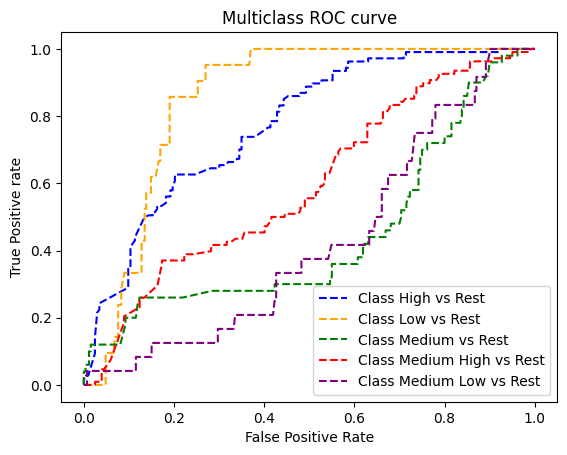 Multiclass ROC curve
True Positive rate
1.0
0.8
0.6
0.4
0.2
0.0
Class High vs Rest
Class Low vs Rest
Class Medium vs Rest
Class Medium High vs Rest
Class Medium Low vs Rest
0.0 0.2 0.4 0.6 0.8 1.0
False Positive Rate